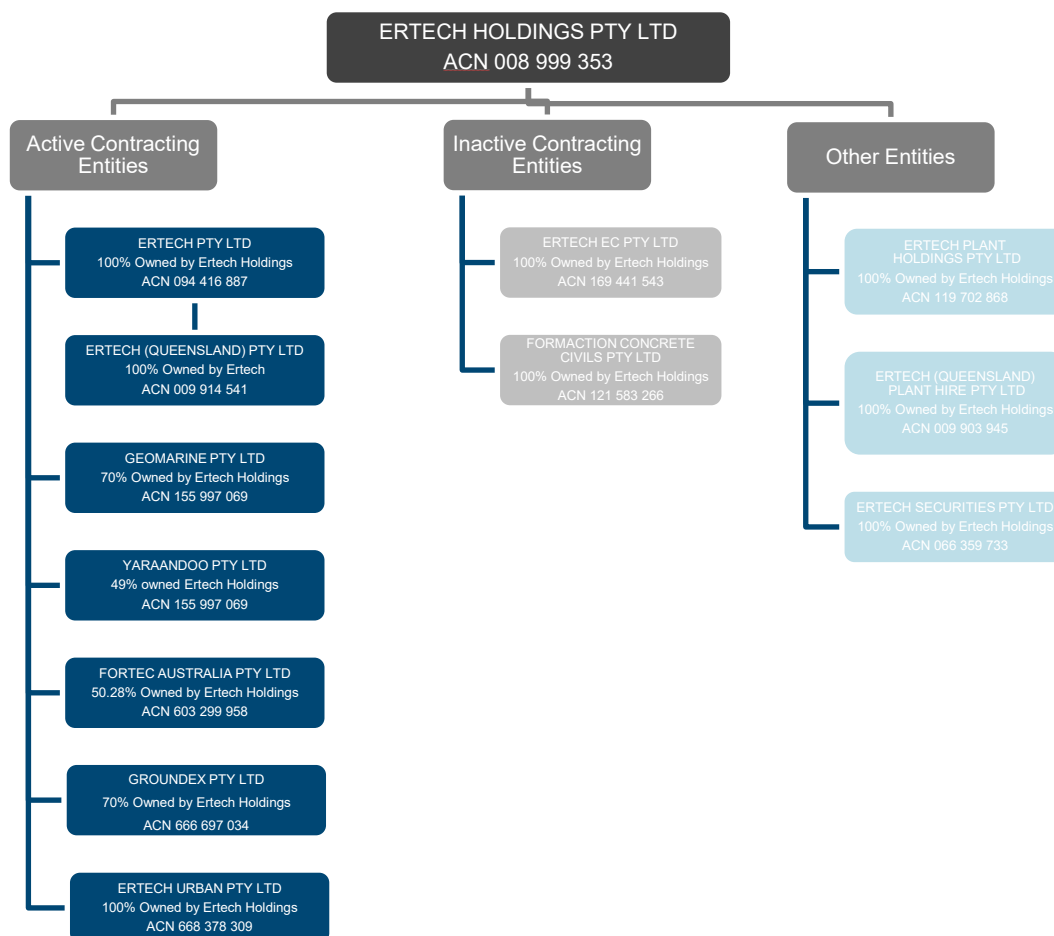 ERTECH HOLDINGS PTY LTD
ACN 008 999 353
Active Contracting
Entities
Inactive Contracting
Entities
Other Entities
ERTECH PTY LTD
100% Owned by Ertech Holdings
ACN 094 416 887
ERTECH (QUEENSLAND) PTY LTD
100% Owned by Ertech
ACN 009 914 541
GEOMARINE PTY LTD
70% Owned by Ertech Holdings
ACN 155 997 069
YARAANDOO PTY LTD
49% owned Ertech Holdings
ACN 155 997 069
FORTEC AUSTRALIA PTY LTD
50.28% Owned by Ertech Holdings
ACN 603 299 958
GROUNDEX PTY LTD
70% Owned by Ertech Holdings
ACN 666 697 034
ERTECH URBAN PTY LTD
100% Owned by Ertech Holdings
ACN 668 378 309
ERTECH EC PTY LTD
100% Owned by Ertech Holdings
ACN 169 441 543
FORMACTION CONCRETE
CIVILS PTY LTD
100% Owned by Ertech Holdings
ACN 121 583 266
ERTECH PLANT
HOLDINGS PTY LTD
100% Owned by Ertech Holdings
ACN 119 702 868
ERTECH (QUEENSLAND)
PLANT HIRE PTY LTD
100% Owned by Ertech Holdings
ACN 009 903 945
ERTECH SECURITIES PTY LTD
100% Owned by Ertech Holdings
ACN 066 359 733